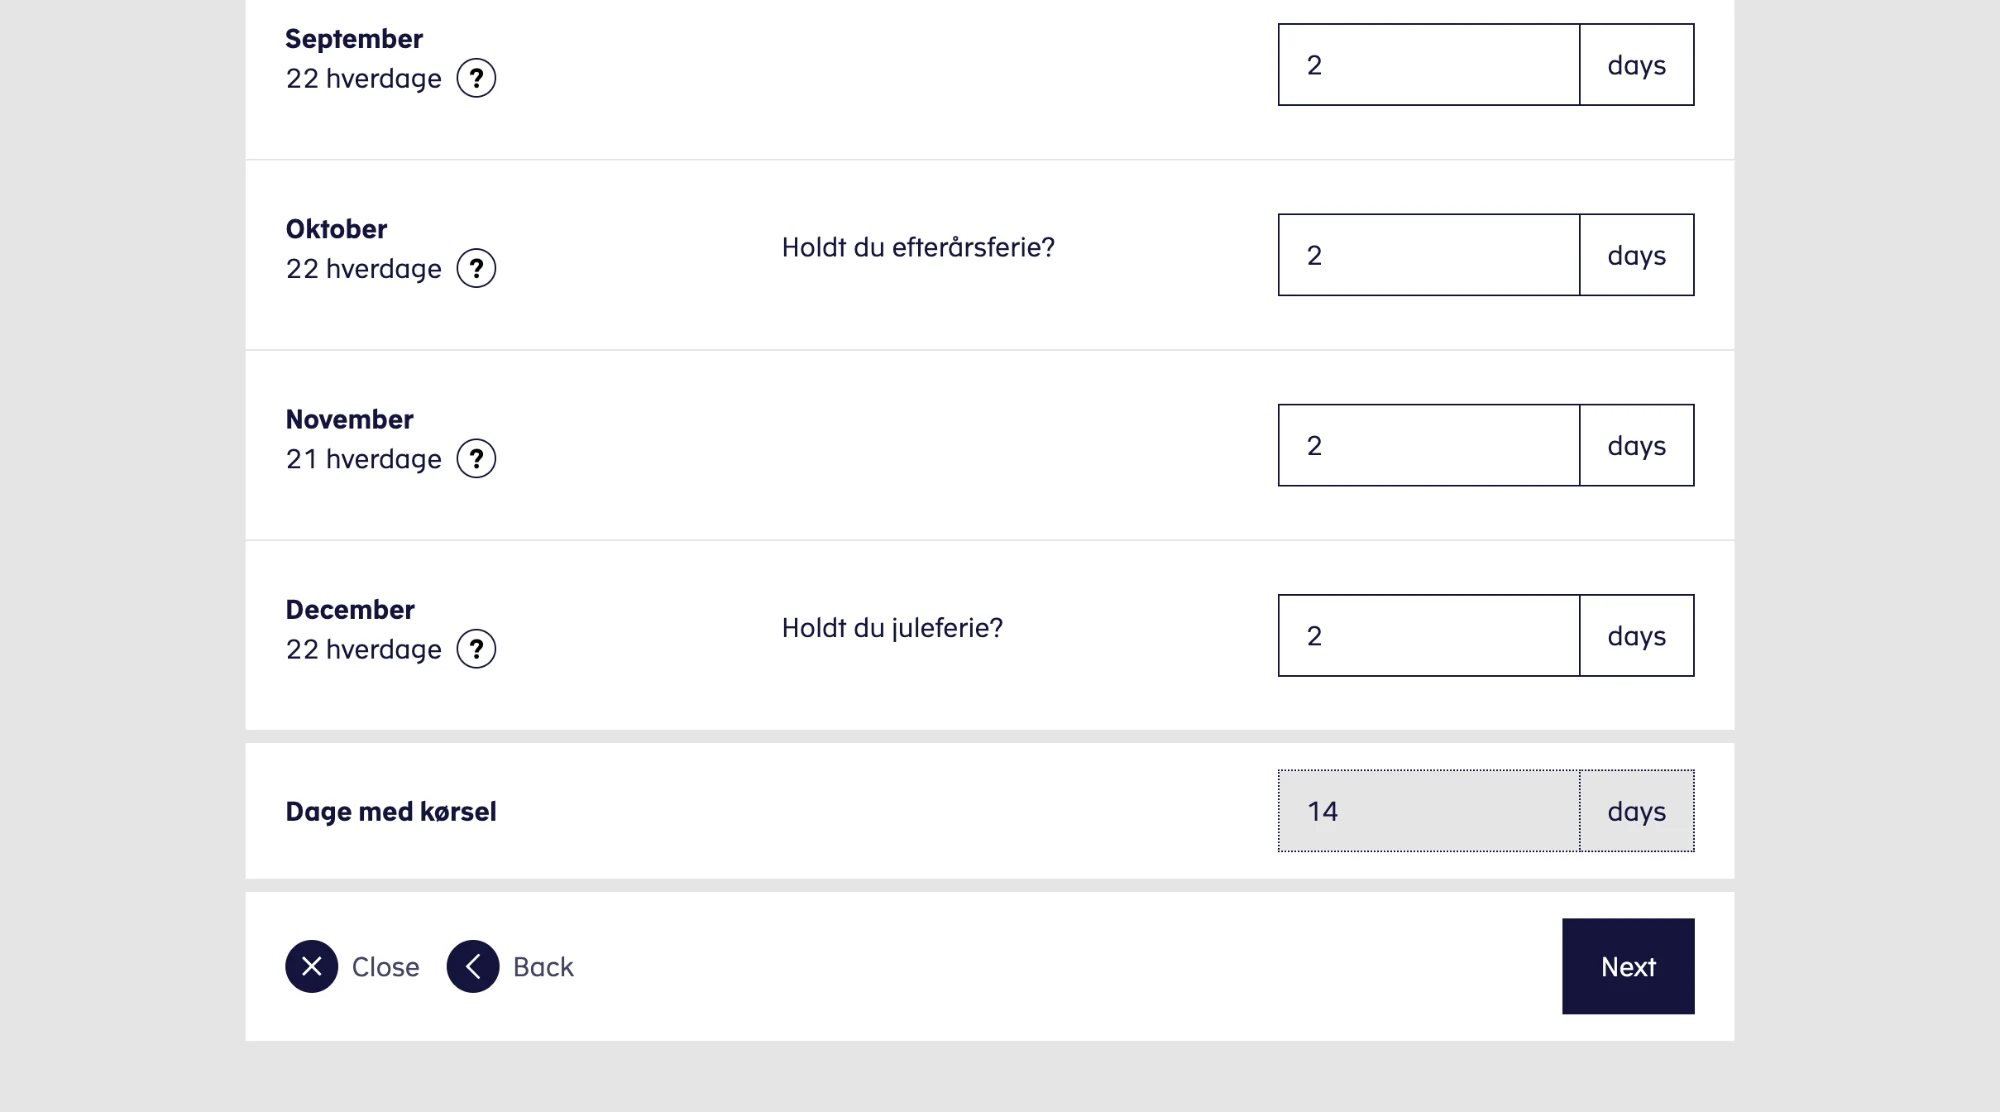 September
22 hverdage ?
2 days
Oktober
22 hverdage ?
Holdt du efterårsferie?
2 days
November
21 hverdage ?
2 days
December
22 hverdage ?
Holdt du juleferie?
2 days
Dage med kørsel
14 days
Close Back Next